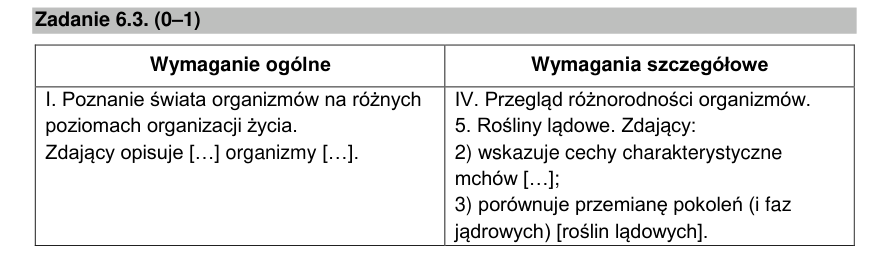 Zadanie 6.3. (0–1)
Wymaganie ogólne
Wymagania szczegółowe
I. Poznanie świata organizmów na różnych
poziomach organizacji życia.
Zdający opisuje […] organizmy […].
IV. Przegląd różnorodności organizmów.
5. Rośliny lądowe. Zdający:
2) wskazuje cechy charakterystyczne
mchów […];
3) porównuje przemianę pokoleń (i faz
jądrowych) [roślin lądowych].